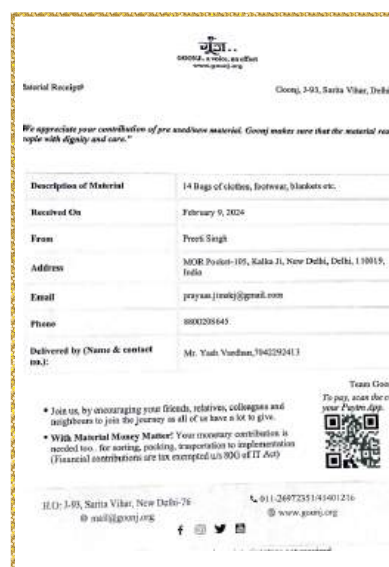 गूँज..
GOONJ.. a voice, an effort
www.goonj.org
Material Receipt#
Goonj, J-93, Sarita Vihar, Delhi
We appreciate your contribution of pre used/new material. Goonj makes sure that the material rea
eople with dignity and care."
Description of Material 14 Bags of clothes, footwear, blankets etc.
Received On February 9, 2024
From Preeti Singh
Address MOR Pocket-105, Kalka Ji, New Delhi, Delhi, 110019,
India
Email
Phone 8800205645
Delivered by (Name & contact
no.): Mr. Yash Vardhan,7042292413
Team Goo
To pay, scan the c
your Paytm App.
• Join us, by encouraging your friends, relatives, colleagues and
neighbours to join the journey as all of us have a lot to give.
• With Material Money Matter! Your monetary contribution is
needed too.. for sorting, packing, transportation to implementation
(Financial contributions are tax exempted u/s 80G of IT Act)
H.O: J-93, Sarita Vihar, New Delhi-76
011-26972351/41401216
mail@goonj.org
www.goonj.org